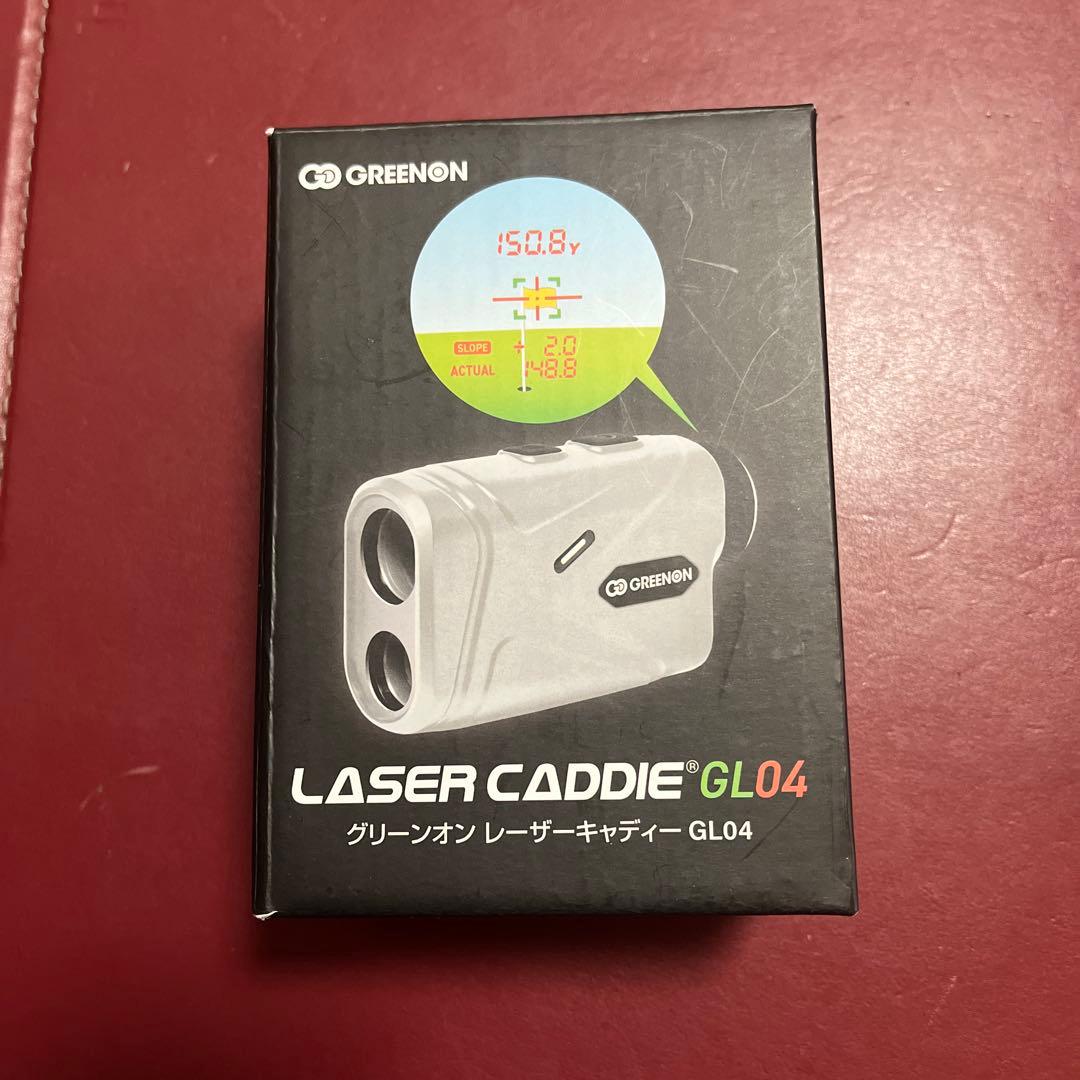 GREENON
150.8Y
SLOPE + 2.0
ACTUAL 148.8
GREENON
LASER CADDIE® GL04
グリーンオン レーザーキャディー GL04